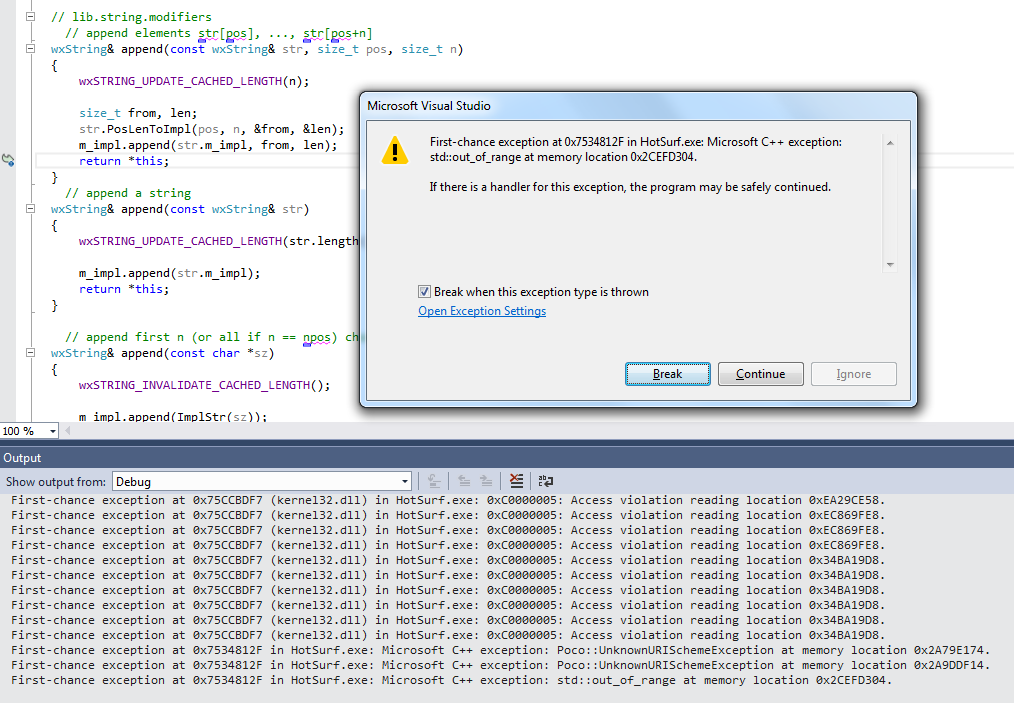 // lib.string.modifiers
// append elements str[pos], ..., str[pos+n]
wxString& append(const wxString& str, size_t pos, size_t n)
{
wxSTRING_UPDATE_CACHED_LENGTH(n);
size_t from, len;
str.PosLenToImpl(pos, n, &from, &len);
m_impl.append(str.m_impl, from, len);
return *this;
}
// append a string
wxString& append(const wxString& str)
{
wxSTRING_UPDATE_CACHED_LENGTH(str.length
m_impl.append(str.m_impl);
return *this;
}
// append first n (or all if n == npos) ch
wxString& append(const char *sz)
{
wxSTRING_INVALIDATE_CACHED_LENGTH();
m_impl.append(ImplStr(sz));
Microsoft Visual Studio
First-chance exception at 0x7534812F in HotSurf.exe: Microsoft C++ exception:
std::out_of_range at memory location 0x2CEFD304.
If there is a handler for this exception, the program may be safely continued.
Break when this exception type is thrown
Open Exception Settings
Break Continue Ignore
100 %
Output
Show output from: Debug
First-chance exception at 0x75CCBDF7 (kernel32.dll) in HotSurf.exe: 0xC0000005: Access violation reading location 0xEA29CE58.
First-chance exception at 0x75CCBDF7 (kernel32.dll) in HotSurf.exe: 0xC0000005: Access violation reading location 0xEC869FE8.
First-chance exception at 0x75CCBDF7 (kernel32.dll) in HotSurf.exe: 0xC0000005: Access violation reading location 0xEC869FE8.
First-chance exception at 0x75CCBDF7 (kernel32.dll) in HotSurf.exe: 0xC0000005: Access violation reading location 0xEC869FE8.
First-chance exception at 0x75CCBDF7 (kernel32.dll) in HotSurf.exe: 0xC0000005: Access violation reading location 0x34BA19D8.
First-chance exception at 0x75CCBDF7 (kernel32.dll) in HotSurf.exe: 0xC0000005: Access violation reading location 0x34BA19D8.
First-chance exception at 0x75CCBDF7 (kernel32.dll) in HotSurf.exe: 0xC0000005: Access violation reading location 0x34BA19D8.
First-chance exception at 0x75CCBDF7 (kernel32.dll) in HotSurf.exe: 0xC0000005: Access violation reading location 0x34BA19D8.
First-chance exception at 0x75CCBDF7 (kernel32.dll) in HotSurf.exe: 0xC0000005: Access violation reading location 0x34BA19D8.
First-chance exception at 0x75CCBDF7 (kernel32.dll) in HotSurf.exe: 0xC0000005: Access violation reading location 0x34BA19D8.
First-chance exception at 0x7534812F in HotSurf.exe: Microsoft C++ exception: Poco::UnknownURISchemeException at memory location 0x2A79E174.
First-chance exception at 0x7534812F in HotSurf.exe: Microsoft C++ exception: Poco::UnknownURISchemeException at memory location 0x2A9DDF14.
First-chance exception at 0x7534812F in HotSurf.exe: Microsoft C++ exception: std::out_of_range at memory location 0x2CEFD304.